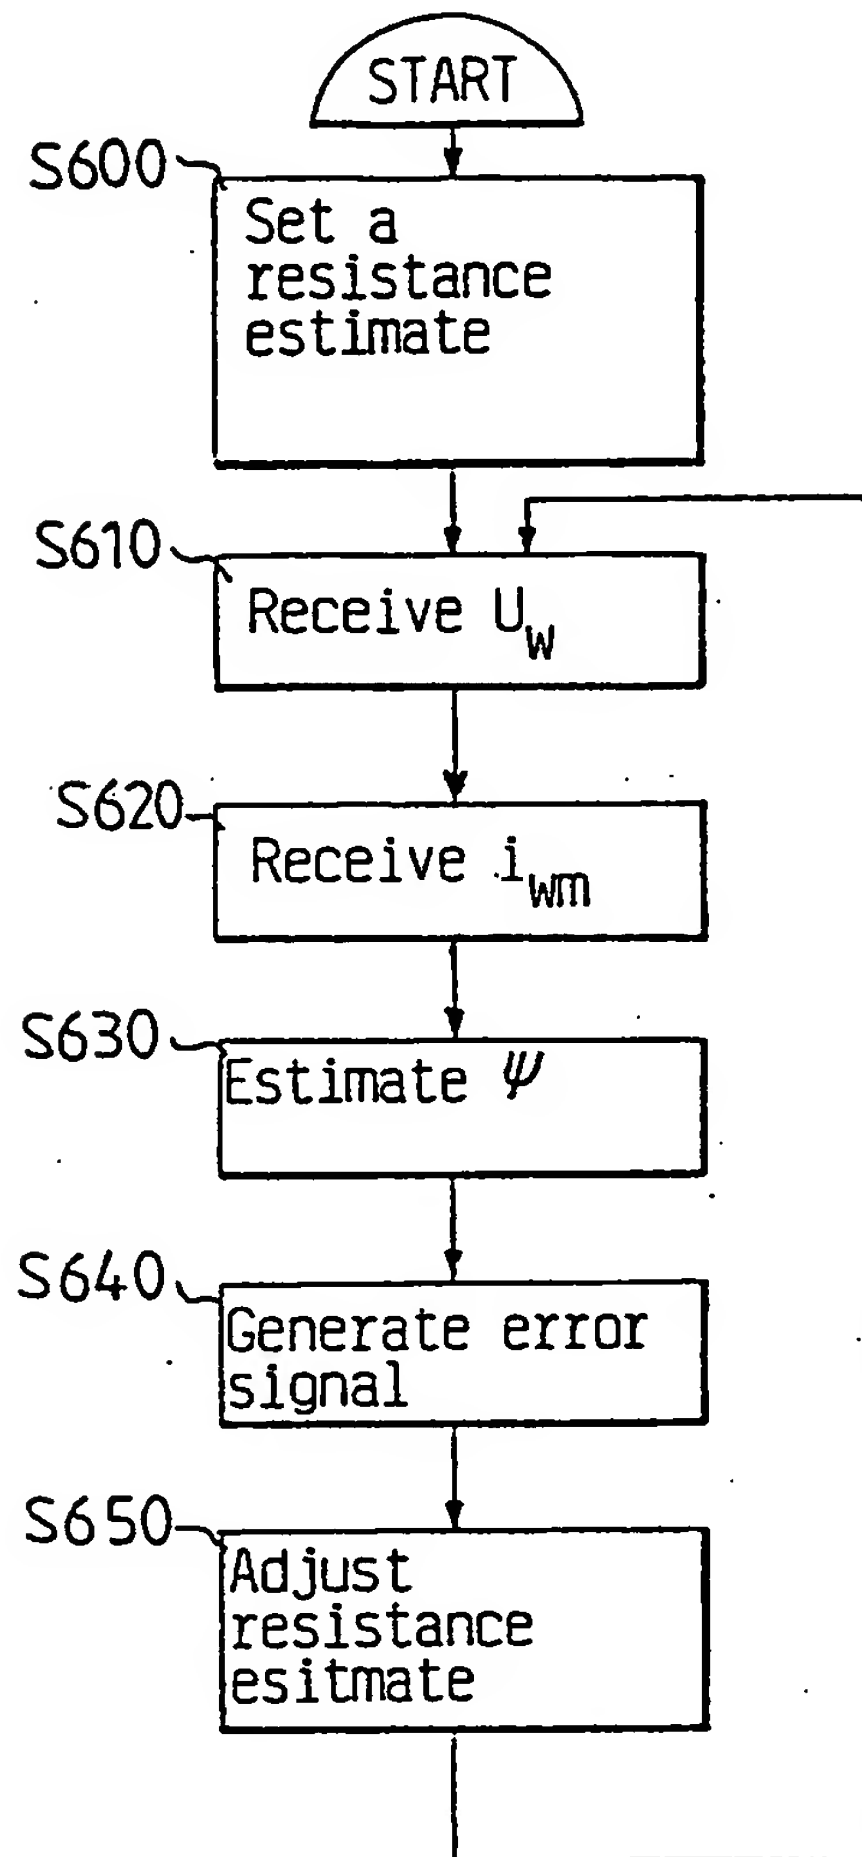 START
S600
Set a
resistance
estimate
S610
Receive U_w
S620
Receive i_wm
S630
Estimate Ψ
S640
Generate error
signal
S650
Adjust
resistance
esitmate